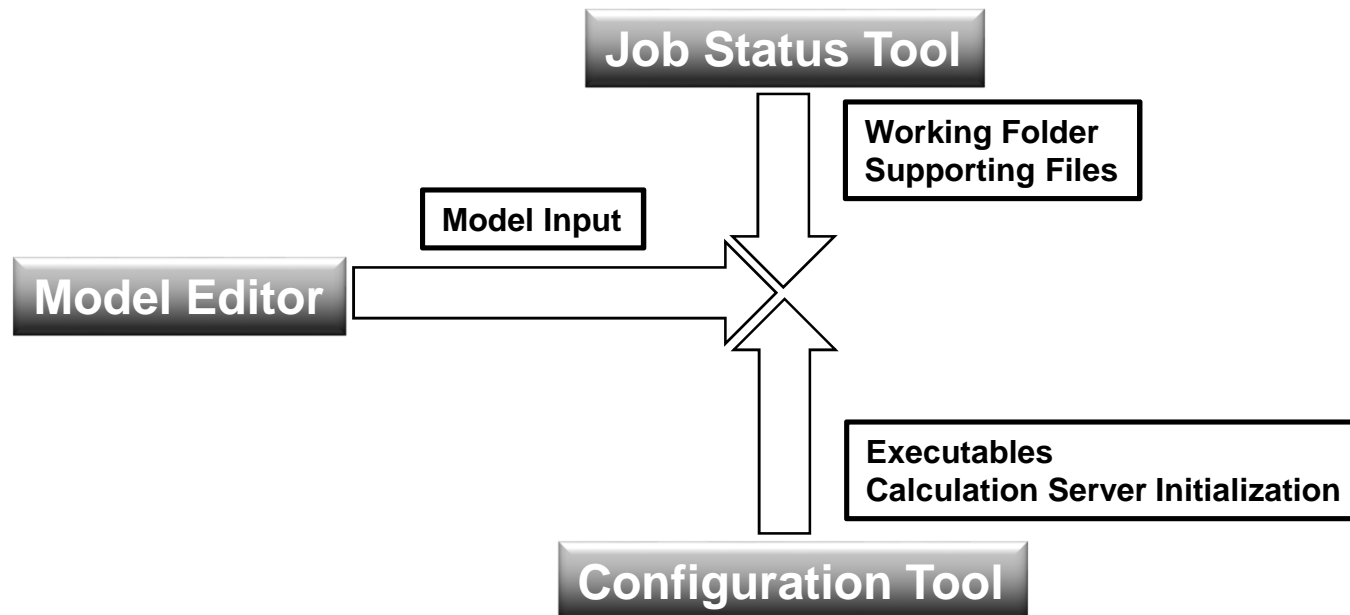 Job Status Tool
Working Folder
Supporting Files
Model Input
Model Editor
Executables
Calculation Server Initialization
Configuration Tool